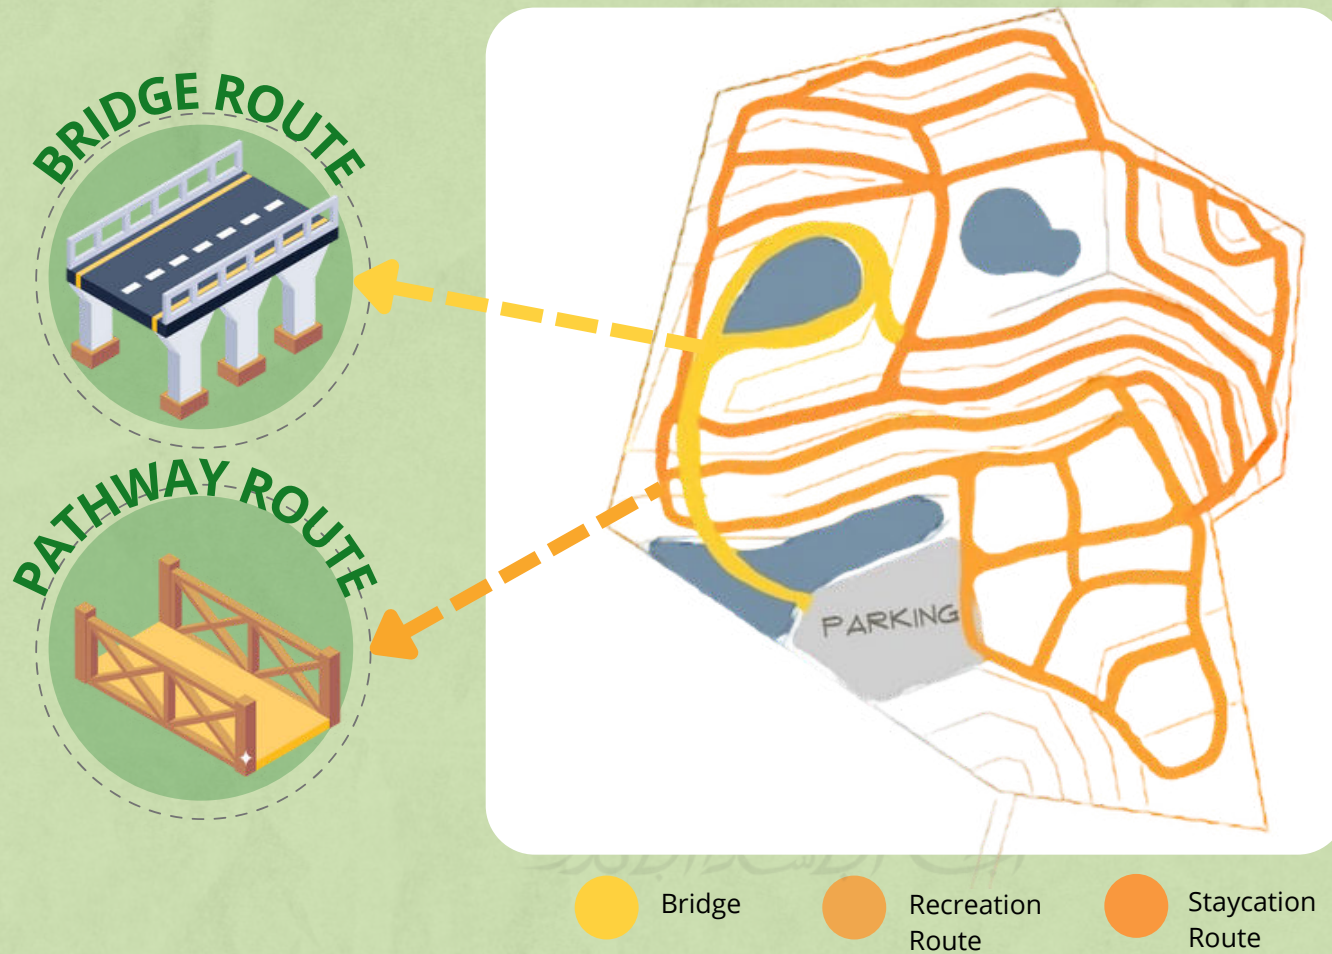 BRIDGE ROUTE
PATHWAY ROUTE
PARKING
Bridge
Recreation
Route
Staycation
Route